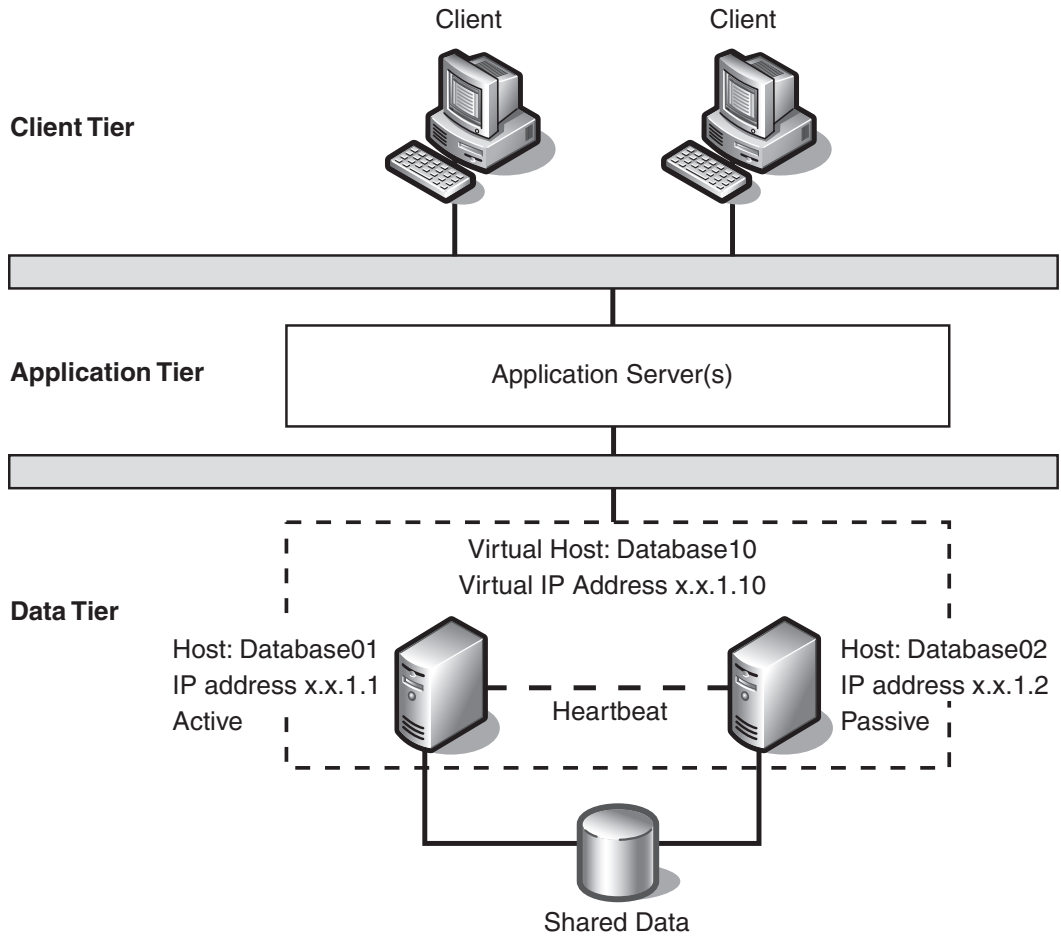 Client
Client
Client Tier
Application Tier
Application Server(s)
Virtual Host: Database10
Virtual IP Address x.x.1.10
Data Tier
Host: Database01
IP address x.x.1.1
Active
Heartbeat
Host: Database02
IP address x.x.1.2
Passive
Shared Data